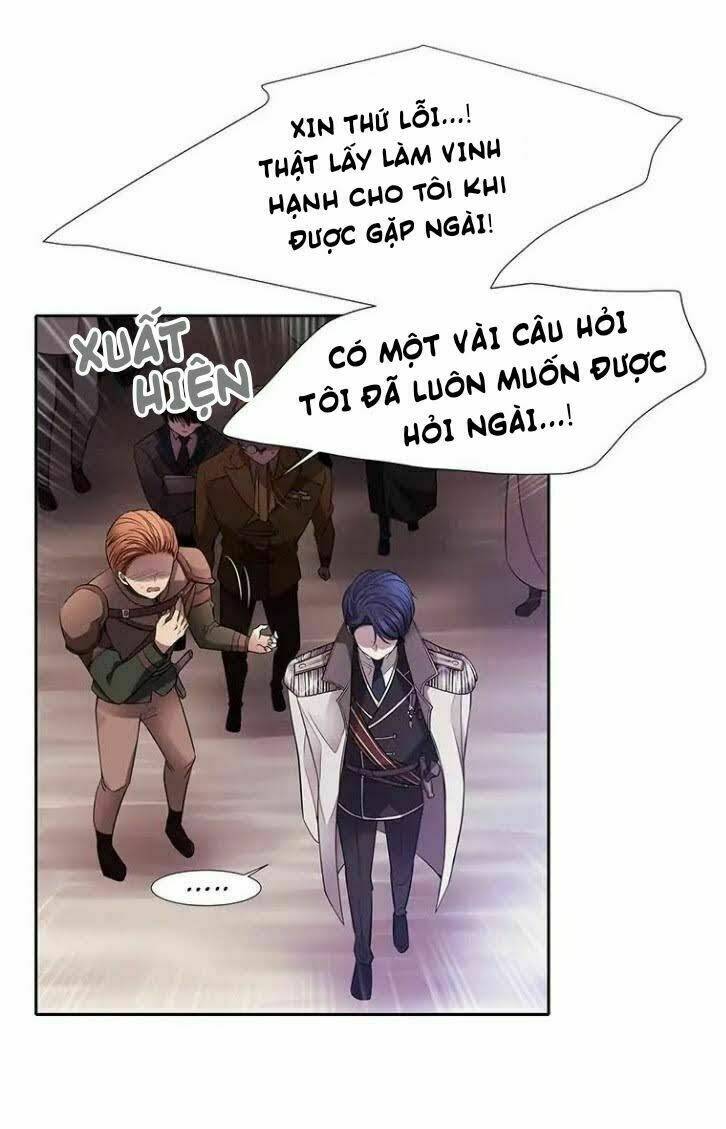 XIN THỨ LỖI...!
THẬT LẤY LÀM VINH
HẠNH CHO TÔI KHI
ĐƯỢC GẶP NGÀI!
XUẤT
HIỆN
CÓ MỘT VÀI CÂU HỎI
TÔI ĐÃ LUÔN MUỐN ĐƯỢC
HỎI NGÀI...!
.....